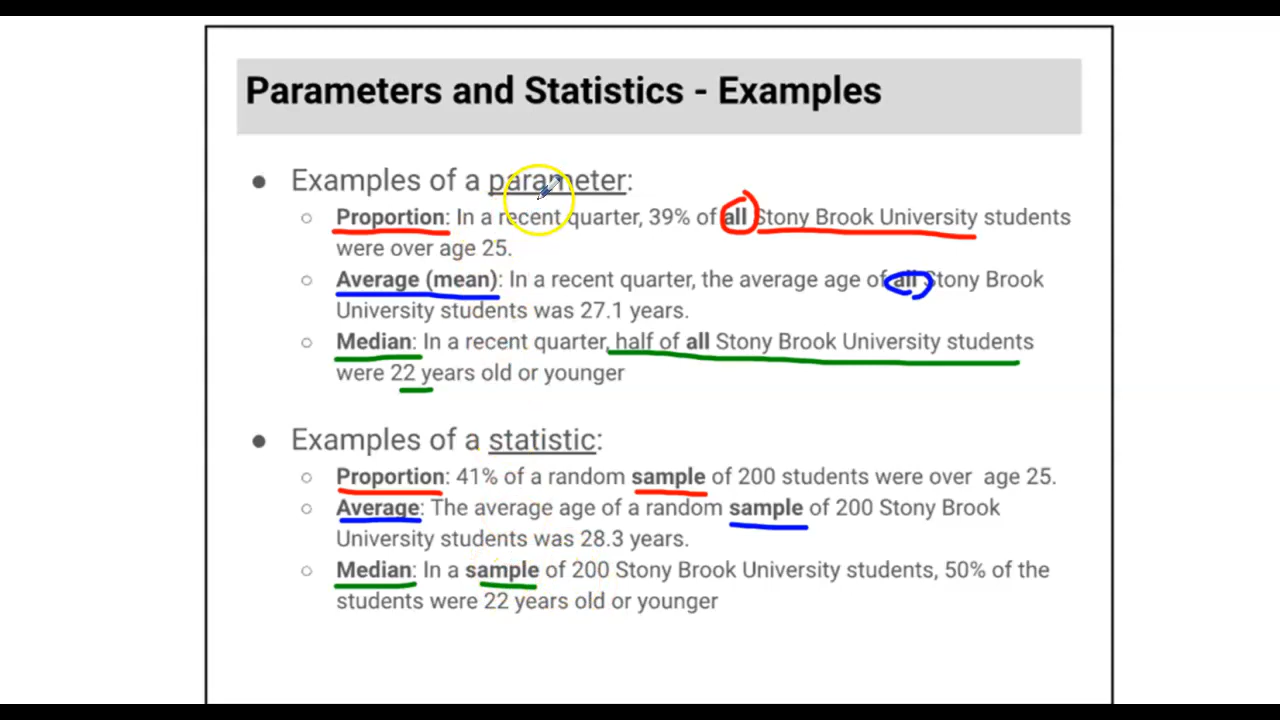 Parameters and Statistics - Examples
● Examples of a parameter:
○ Proportion: In a recent quarter, 39% of all Stony Brook University students
were over age 25.
○ Average (mean): In a recent quarter, the average age of all Stony Brook
University students was 27.1 years.
○ Median: In a recent quarter, half of all Stony Brook University students
were 22 years old or younger
● Examples of a statistic:
○ Proportion: 41% of a random sample of 200 students were over age 25.
○ Average: The average age of a random sample of 200 Stony Brook
University students was 28.3 years.
○ Median: In a sample of 200 Stony Brook University students, 50% of the
students were 22 years old or younger